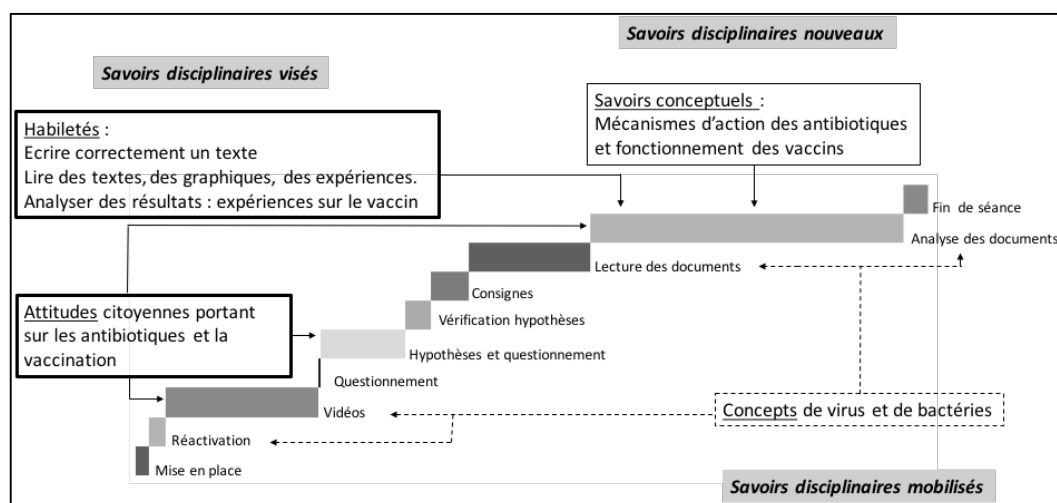 Savoirs disciplinaires nouveaux
Savoirs disciplinaires visés
Habiletés :
Ecrire correctement un texte
Lire des textes, des graphiques, des expériences.
Analyser des résultats : expériences sur le vaccin
Savoirs conceptuels :
Mécanismes d'action des antibiotiques
et fonctionnement des vaccins
Fin de séance
Analyse des documents
Lecture des documents
Consignes
Attitudes citoyennes portant
sur les antibiotiques et la
vaccination
Vérification hypothèses
Hypothèses et questionnement
Questionnement
Vidéos
Concepts de virus et de bactéries
Réactivation
Mise en place
Savoirs disciplinaires mobilisés